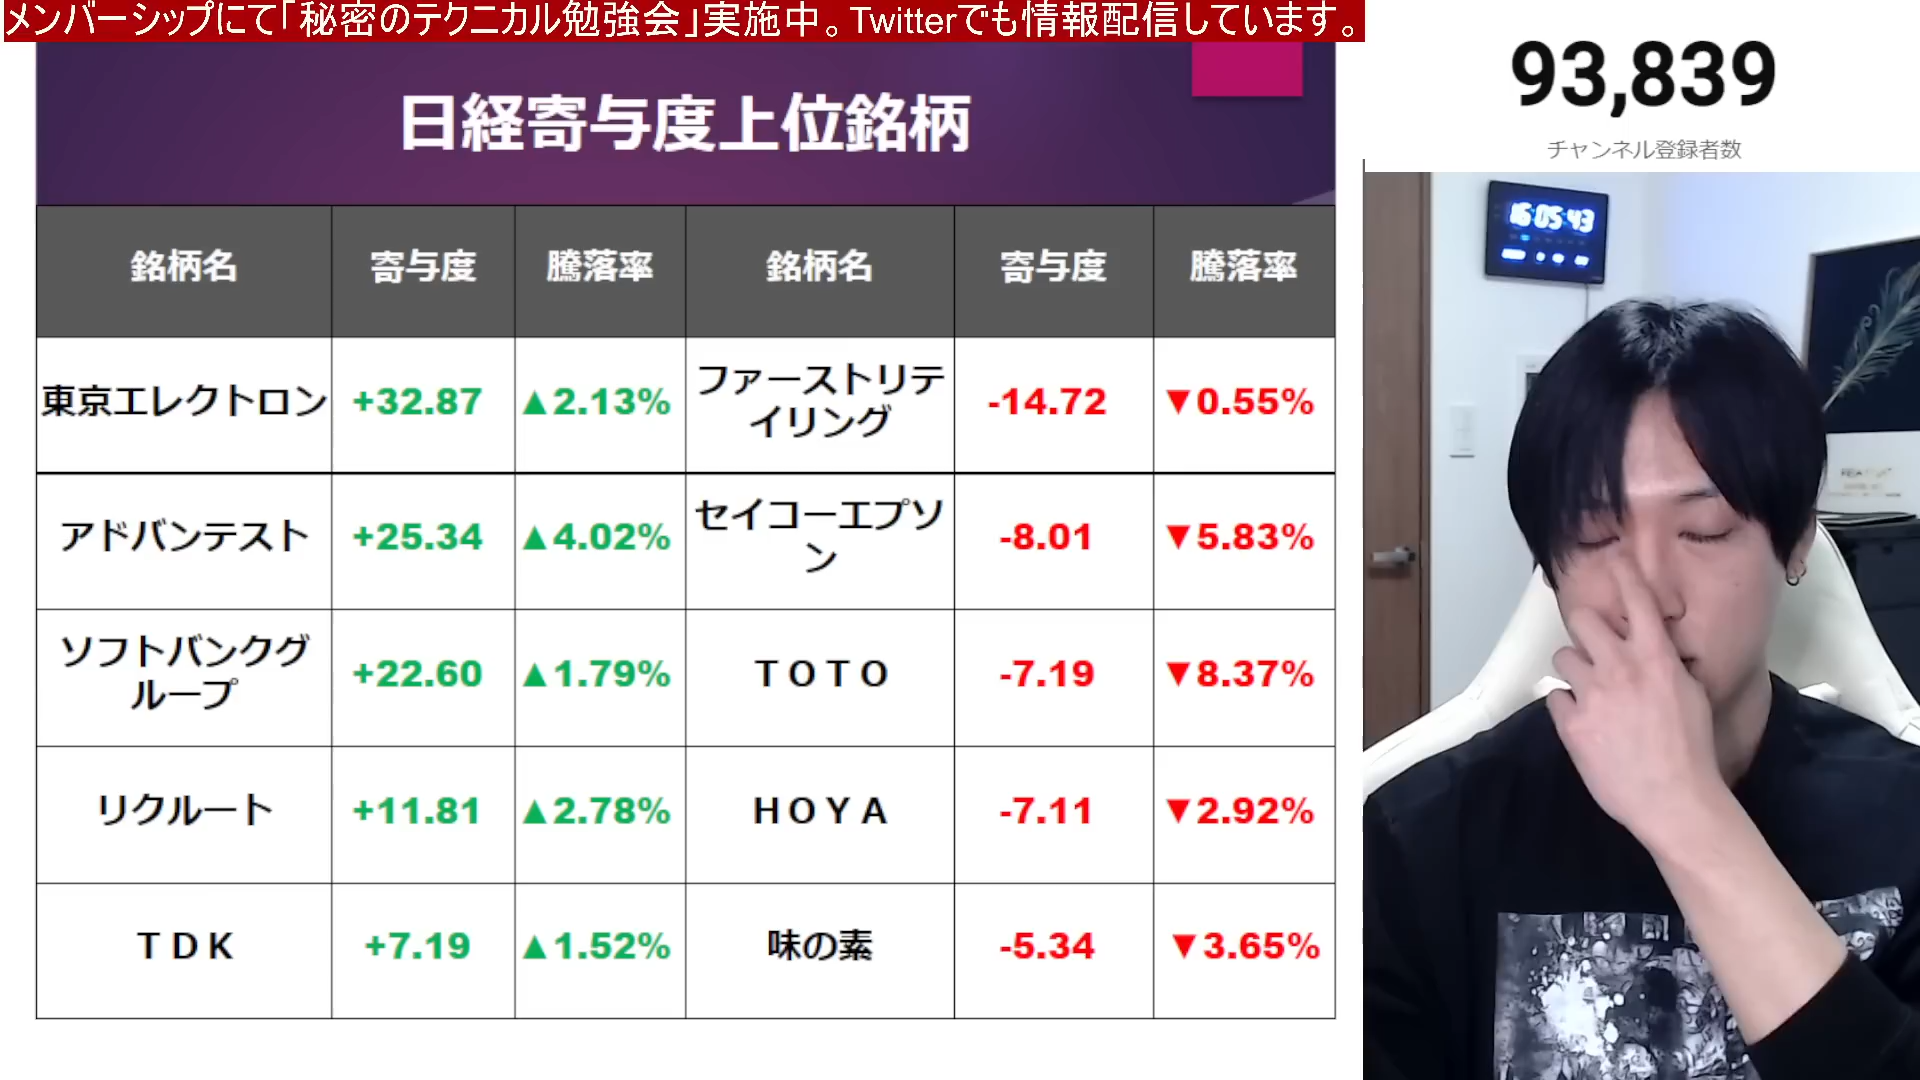 メンバーシップにて「秘密のテクニカル勉強会」実施中。Twitterでも情報配信しています。
93,839
チャンネル登録者数
日経寄与度上位銘柄
銘柄名 寄与度 騰落率 銘柄名 寄与度 騰落率
東京エレクトロン +32.87 ▲2.13% ファーストリテ
イリング -14.72 ▼0.55%
アドバンテスト +25.34 ▲4.02% セイコーエプソ
ン -8.01 ▼5.83%
ソフトバンクグ
ループ +22.60 ▲1.79% ＴＯＴＯ -7.19 ▼8.37%
リクルート +11.81 ▲2.78% ＨＯＹＡ -7.11 ▼2.92%
ＴＤＫ +7.19 ▲1.52% 味の素 -5.34 ▼3.65%
16:05:43